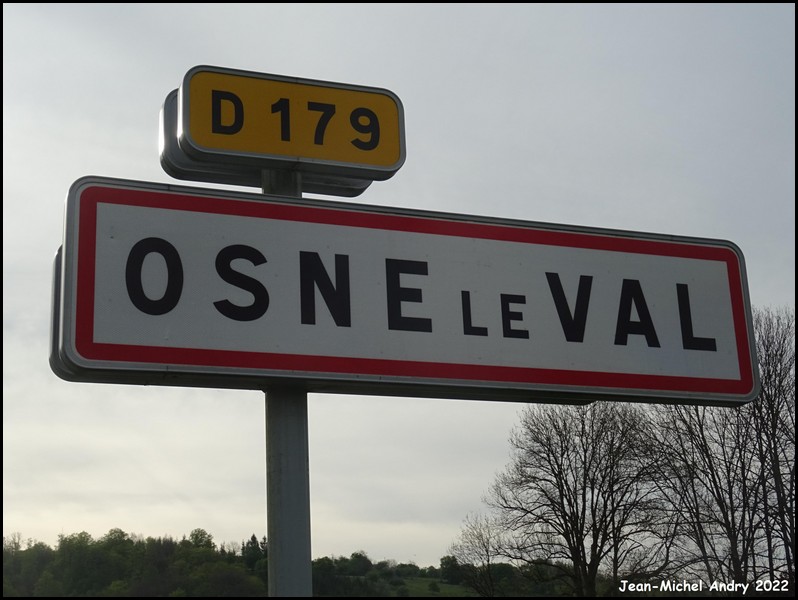 D 179
OSNE LE VAL
Jean-Michel Andry 2022